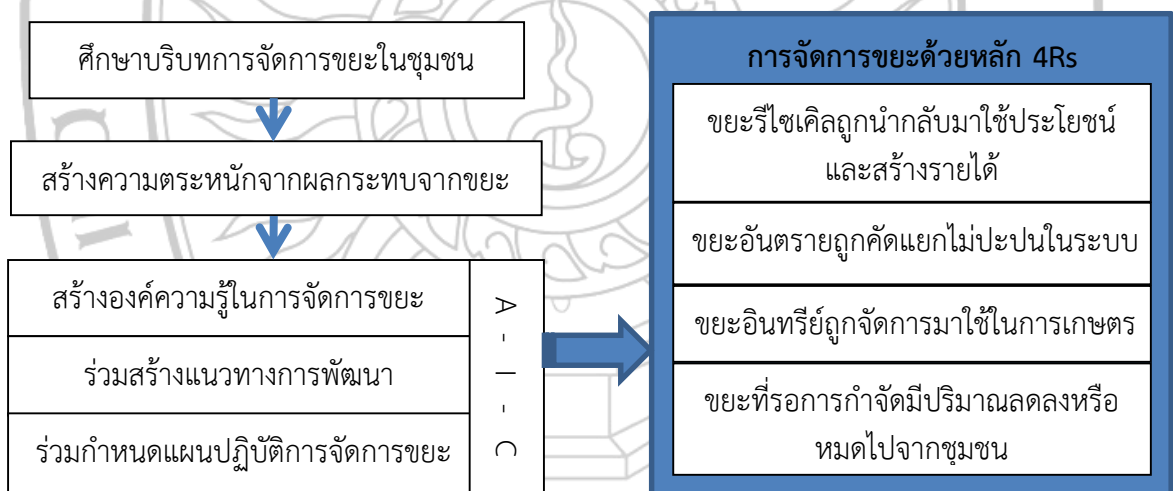 ศึกษาบริบทการจัดการขยะในชุมชน
สร้างความตระหนักจากผลกระทบจากขยะ
สร้างองค์ความรู้ในการจัดการขยะ
ร่วมสร้างแนวทางการพัฒนา
ร่วมกำหนดแผนปฏิบัติการจัดการขยะ
A - I - C
การจัดการขยะด้วยหลัก 4Rs
ขยะรีไซเคิลถูกนำกลับมาใช้ประโยชน์
และสร้างรายได้
ขยะอันตรายถูกคัดแยกไม่ปะปนในระบบ
ขยะอินทรีย์ถูกจัดการมาใช้ในการเกษตร
ขยะที่รอการกำจัดมีปริมาณลดลงหรือ
หมดไปจากชุมชน